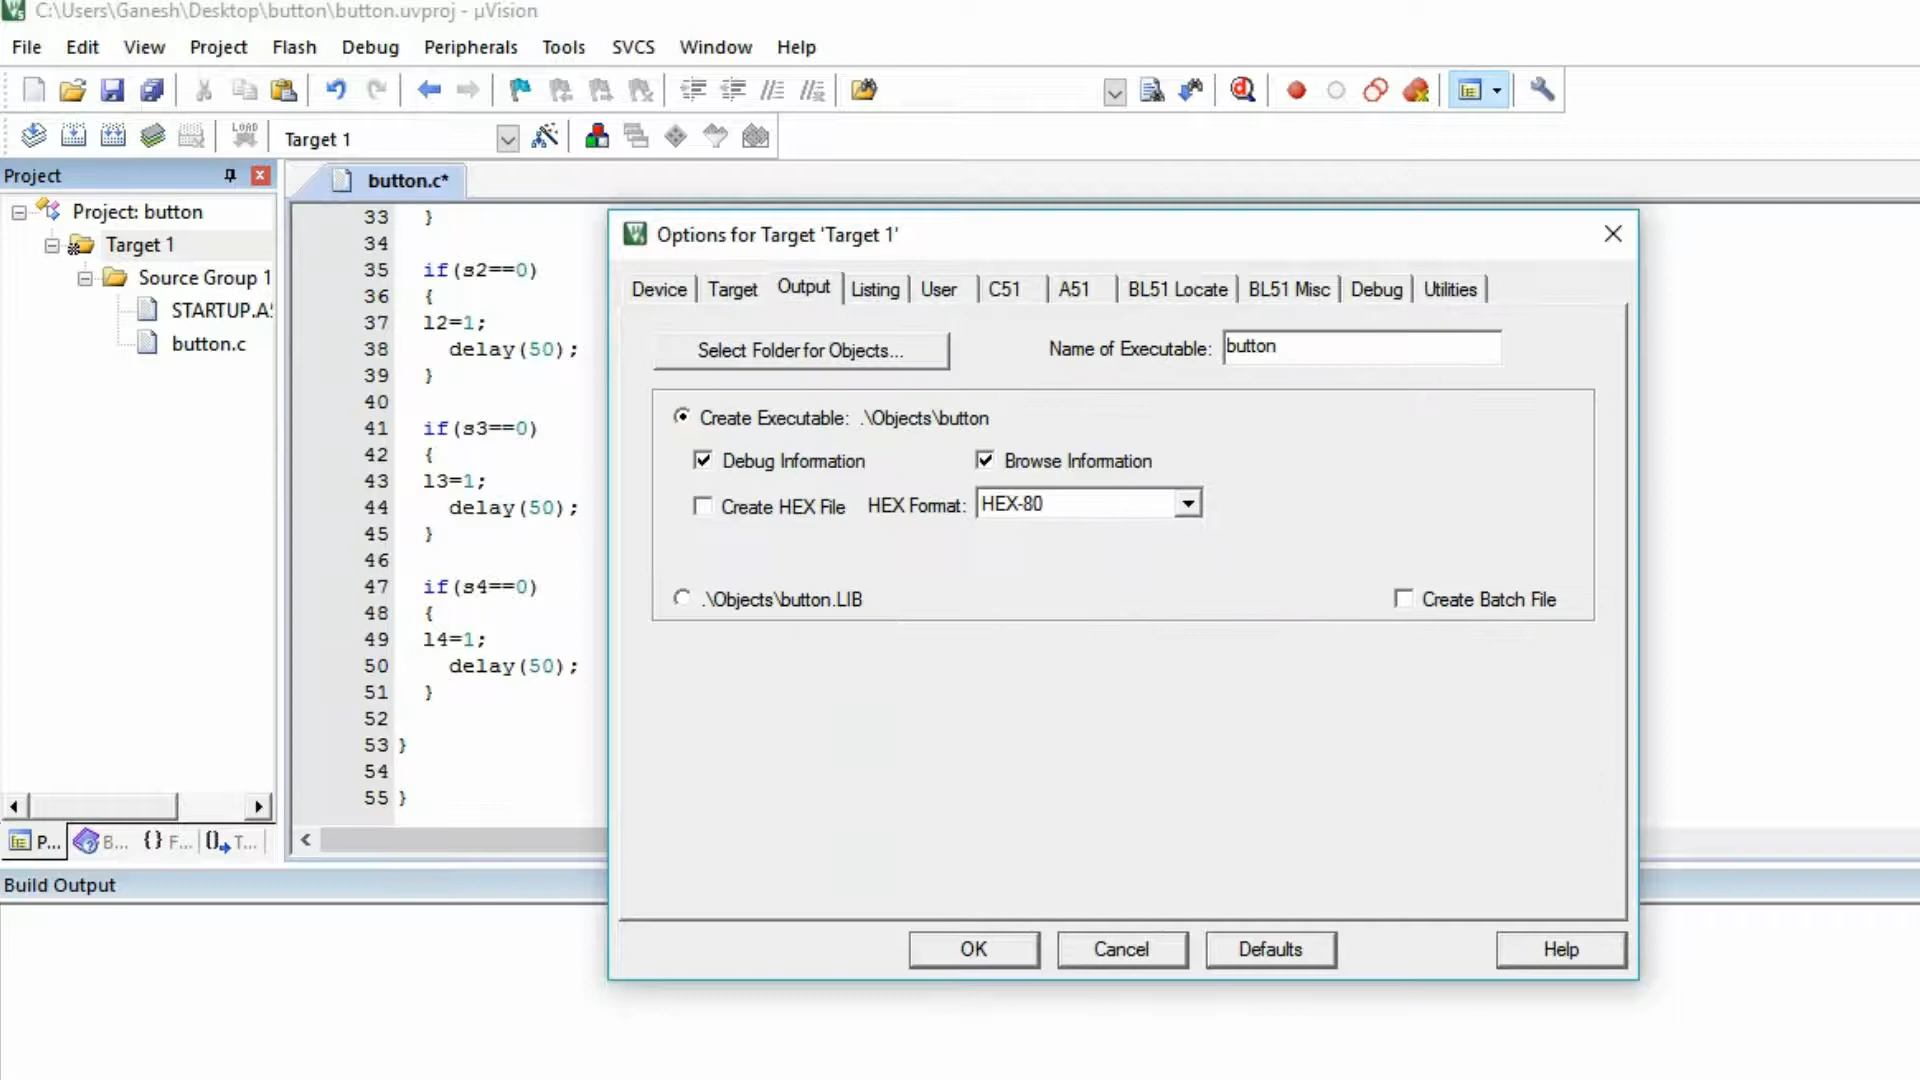 C:\Users\Ganesh\Desktop\button\button.uvproj - µVision
File Edit View Project Flash Debug Peripherals Tools SVCS Window Help
LOAD Target 1
Project
button.c*
Project: button
Target 1
Source Group 1
STARTUP.A5
button.c
33 }
34
35 if(s2==0)
36 {
37 l2=1;
38 delay(50);
39 }
40
41 if(s3==0)
42 {
43 l3=1;
44 delay(50);
45 }
46
47 if(s4==0)
48 {
49 l4=1;
50 delay(50);
51 }
52
53 }
54
55 }
P... B... {} F... 0 T...
Build Output
Options for Target 'Target 1'
Device Target Output Listing User C51 A51 BL51 Locate BL51 Misc Debug Utilities
Select Folder for Objects... Name of Executable: button
Create Executable: .\Objects\button
Debug Information Browse Information
Create HEX File HEX Format: HEX-80
.\Objects\button.LIB Create Batch File
OK Cancel Defaults Help